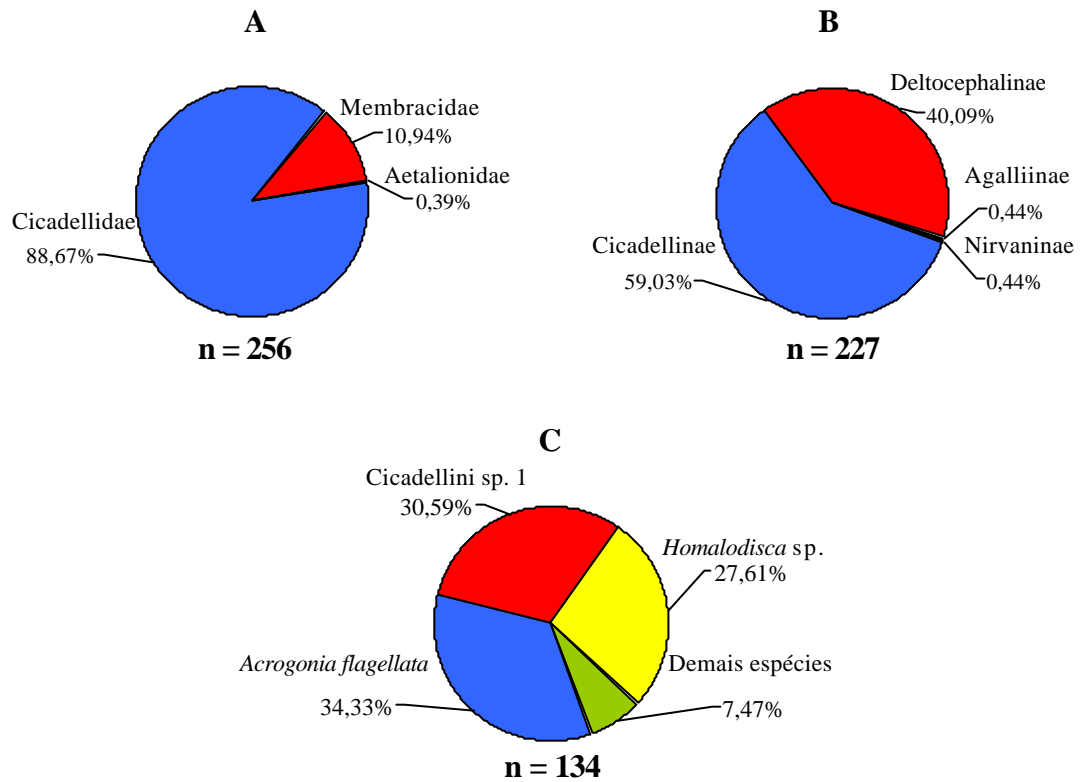 A
Membracidae
10,94%
Aetalionidae
0,39%
Cicadellidae
88,67%
n = 256
B
Deltocephalinae
40,09%
Agalliinae
0,44%
Nirvaninae
0,44%
Cicadellinae
59,03%
n = 227
C
Cicadellini sp. 1
30,59%
Homalodisca sp.
27,61%
Demais espécies
7,47%
Acrogonia flagellata
34,33%
n = 134